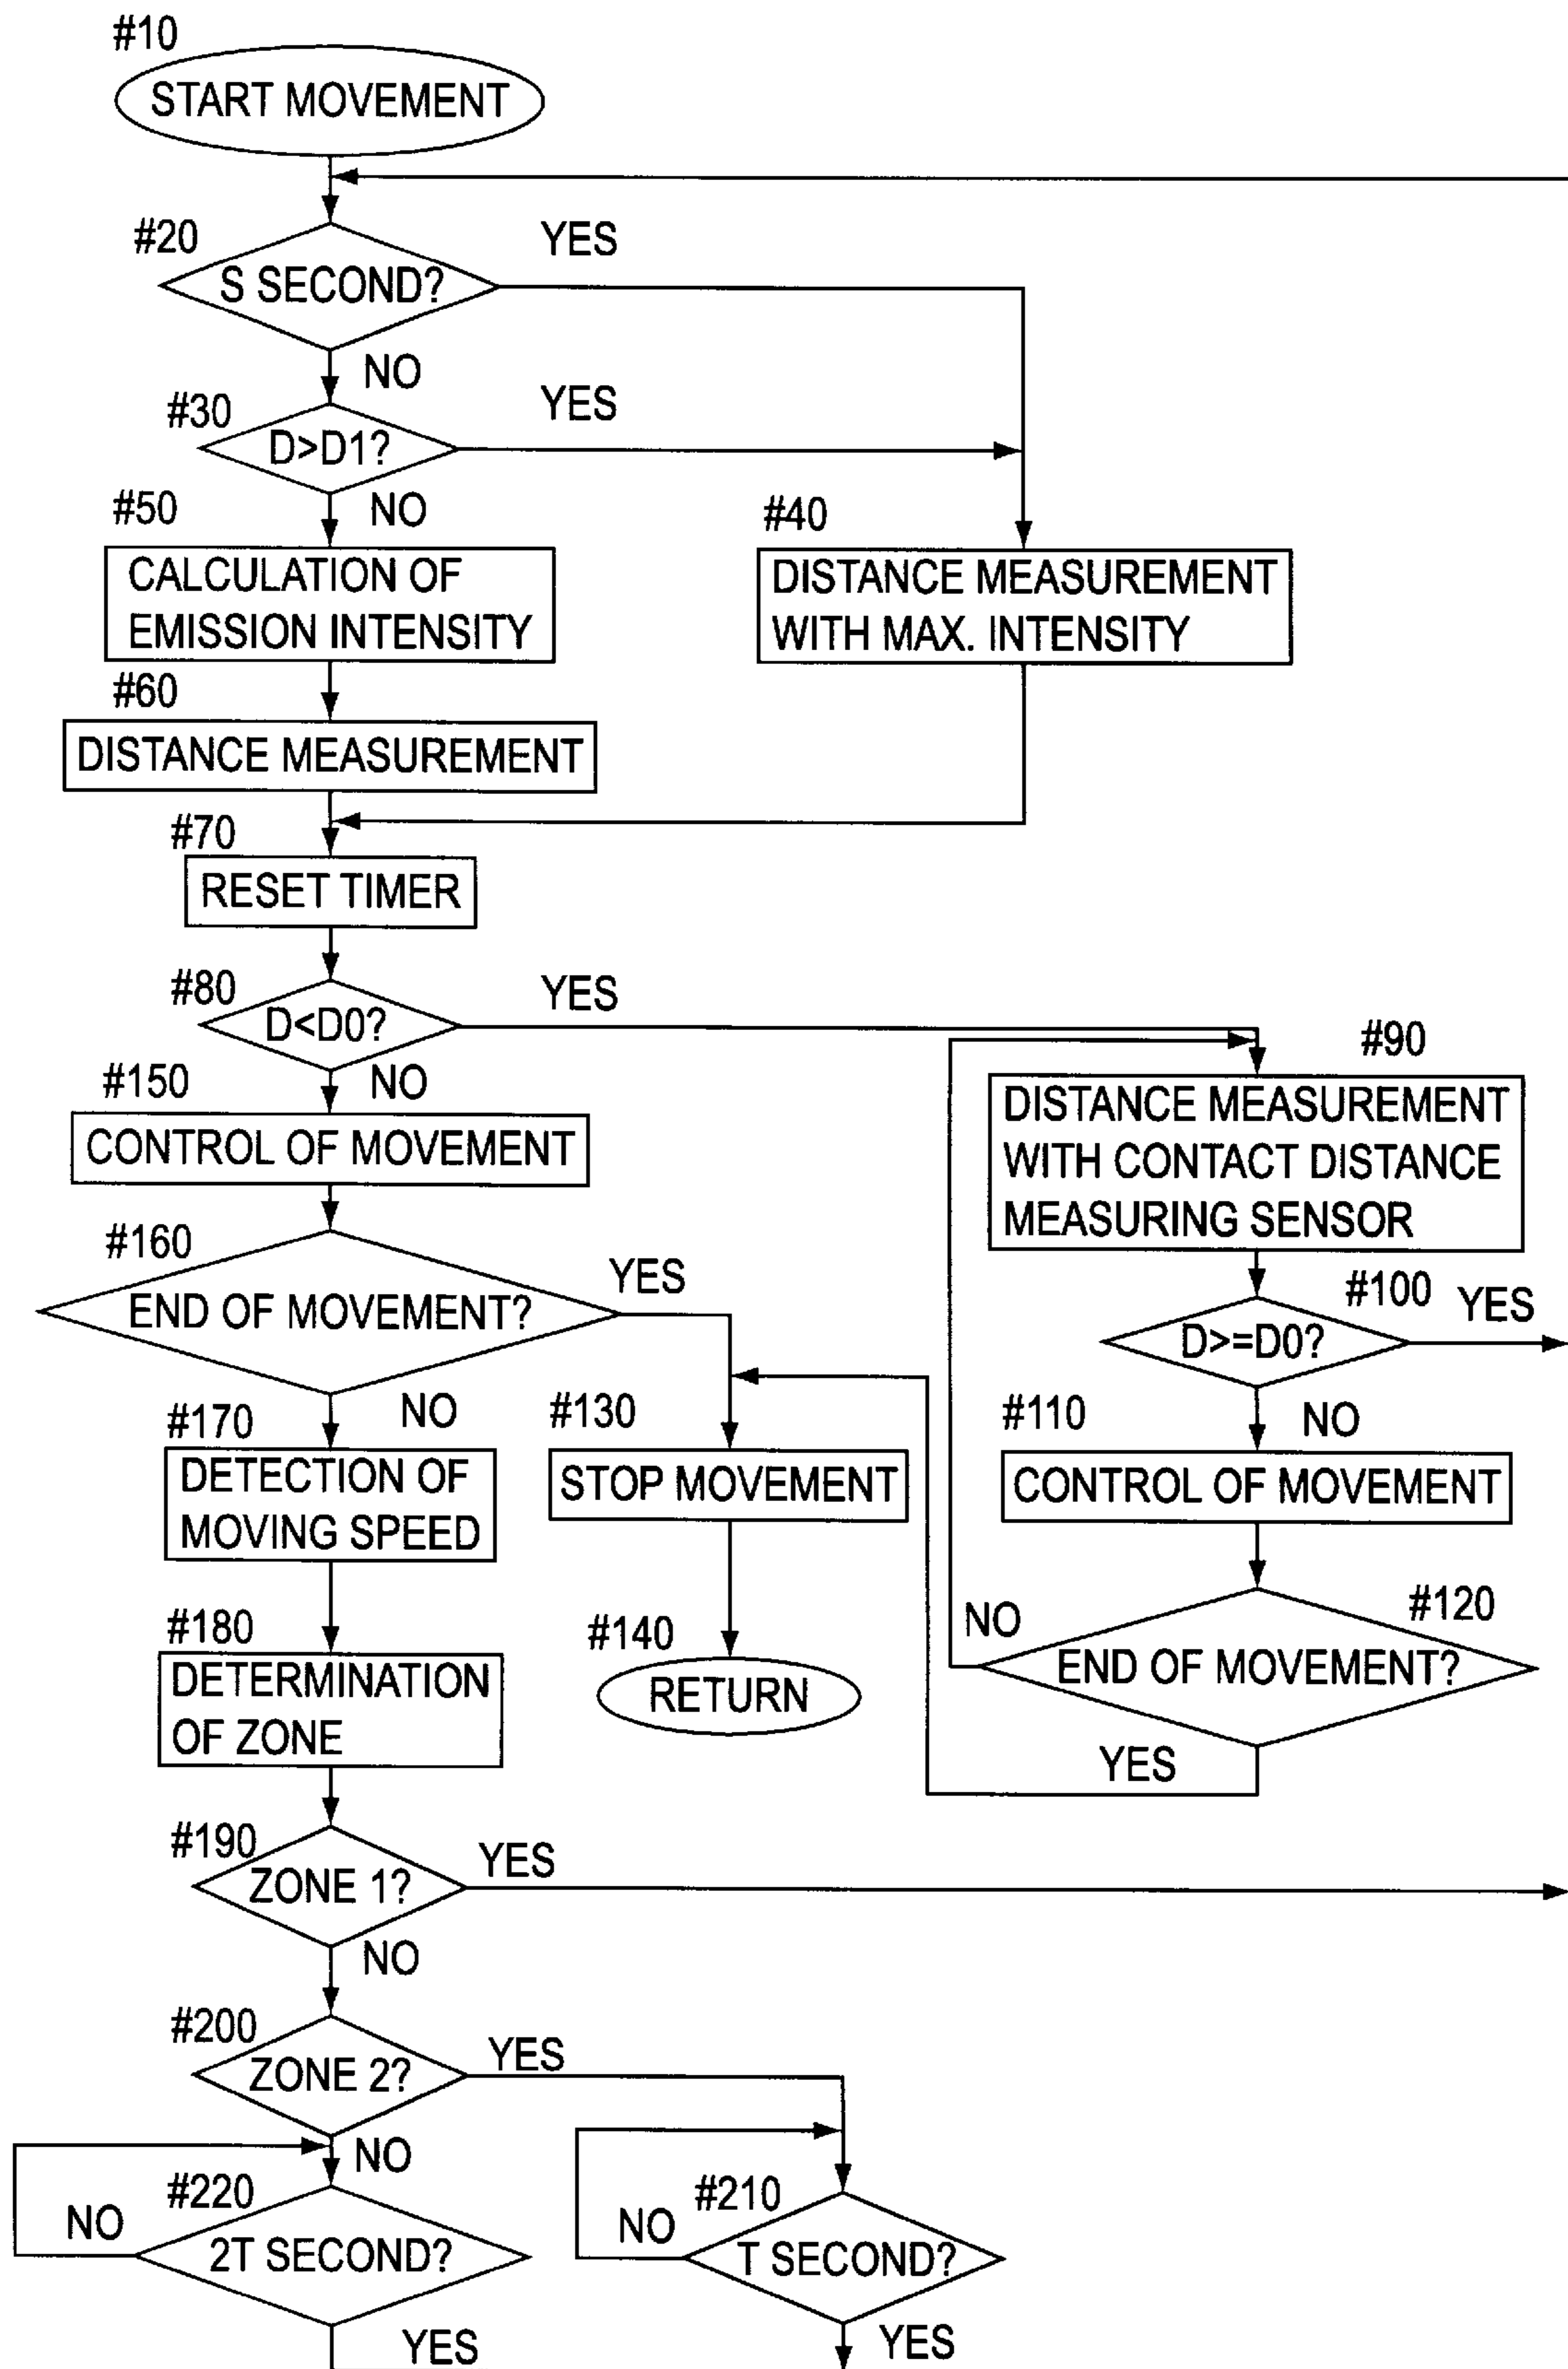 #10
START MOVEMENT
#20
S SECOND?
YES
NO
#30
D>D1?
YES
NO
#50
CALCULATION OF
EMISSION INTENSITY
#40
DISTANCE MEASUREMENT
WITH MAX. INTENSITY
#60
DISTANCE MEASUREMENT
#70
RESET TIMER
#80
D<D0?
YES
NO
#90
DISTANCE MEASUREMENT
WITH CONTACT DISTANCE
MEASURING SENSOR
#150
CONTROL OF MOVEMENT
#160
END OF MOVEMENT?
YES
NO
#100
D>=D0?
YES
NO
#110
CONTROL OF MOVEMENT
#120
END OF MOVEMENT?
NO
YES
#130
STOP MOVEMENT
#140
RETURN
#170
DETECTION OF
MOVING SPEED
#180
DETERMINATION
OF ZONE
#190
ZONE 1?
YES
NO
#200
ZONE 2?
YES
NO
#220
2T SECOND?
NO
YES
#210
T SECOND?
NO
YES